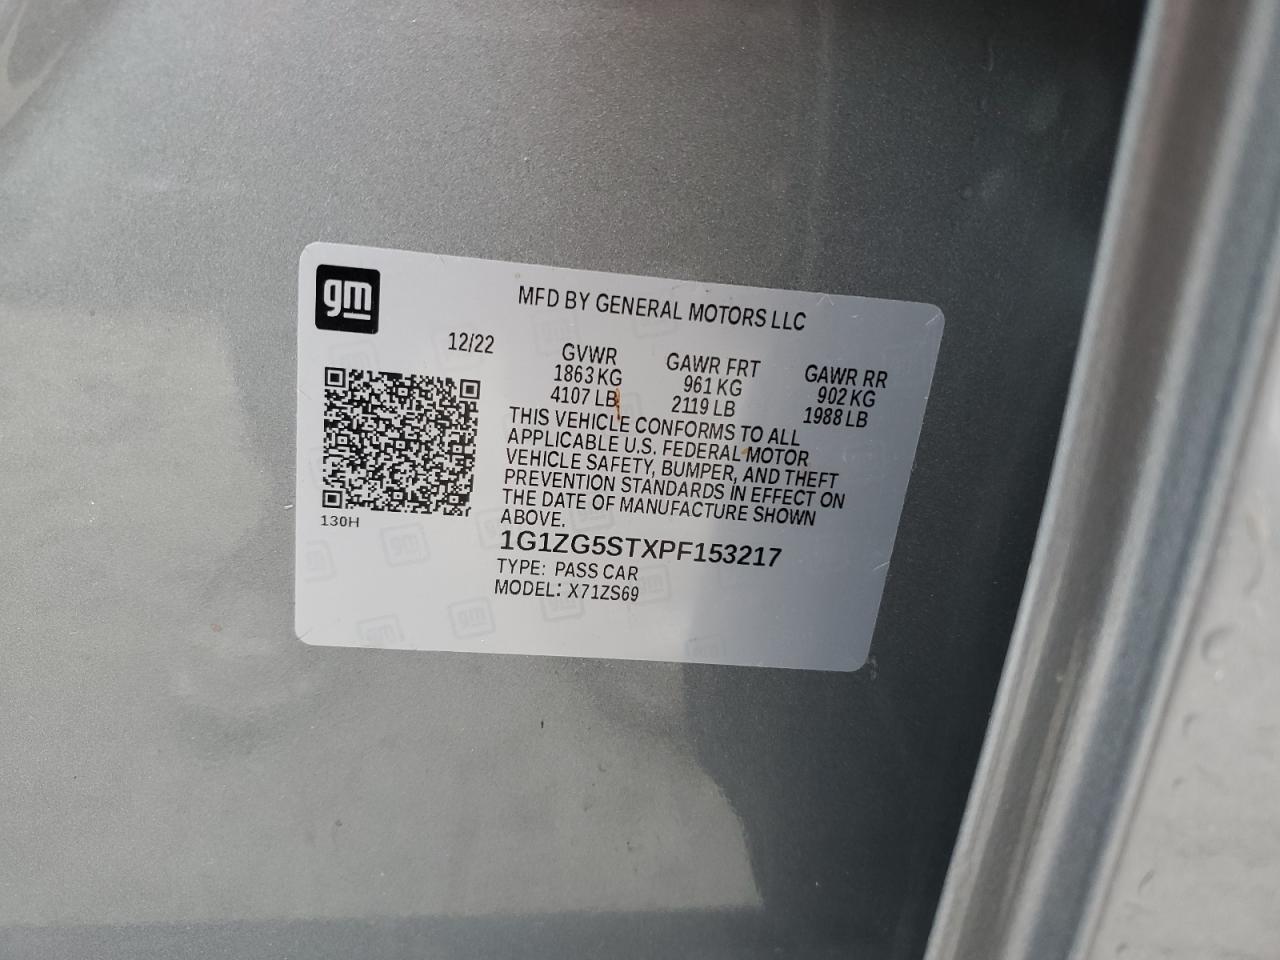 gm
MFD BY GENERAL MOTORS LLC
12/22
GVWR GAWR FRT GAWR RR
1863 KG 961 KG 902 KG
4107 LB 2119 LB 1988 LB
THIS VEHICLE CONFORMS TO ALL
APPLICABLE U.S. FEDERAL MOTOR
VEHICLE SAFETY, BUMPER, AND THEFT
PREVENTION STANDARDS IN EFFECT ON
THE DATE OF MANUFACTURE SHOWN
ABOVE.
130H
1G1ZG5STXPF153217
TYPE: PASS CAR
MODEL: X71ZS69